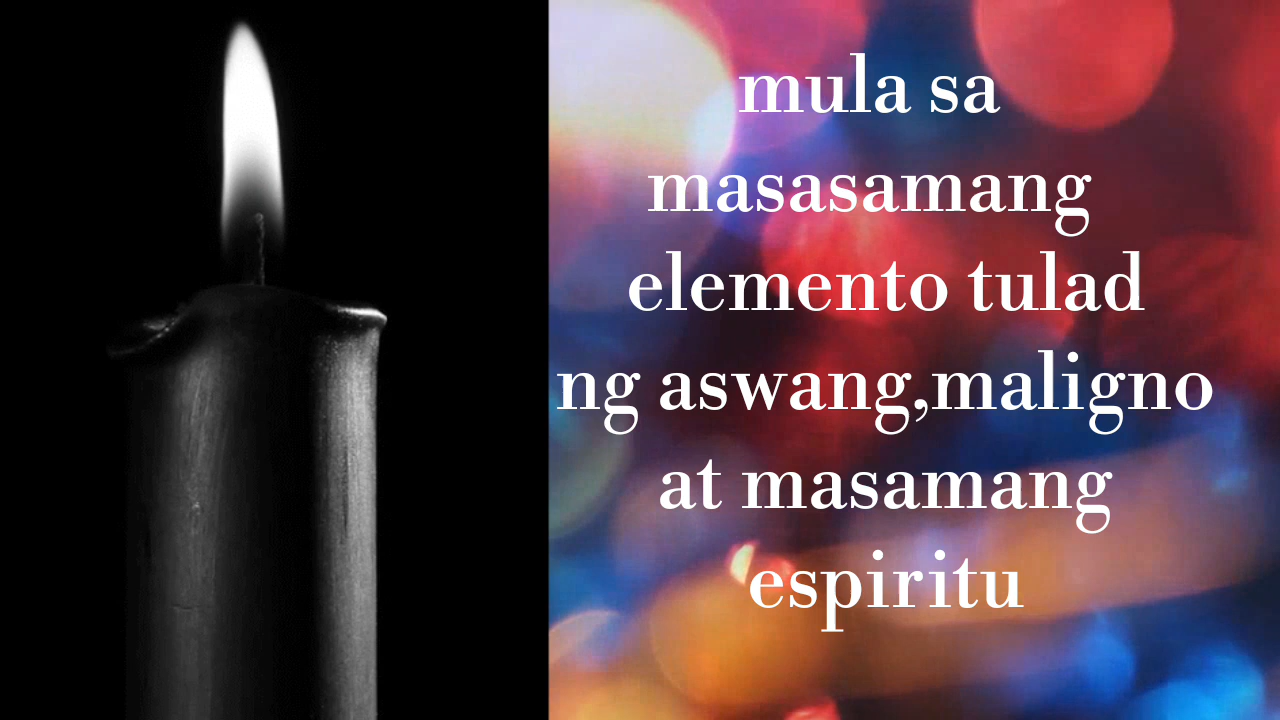 mula sa
masasamang
elemento tulad
ng aswang,maligno
at masamang
espiritu